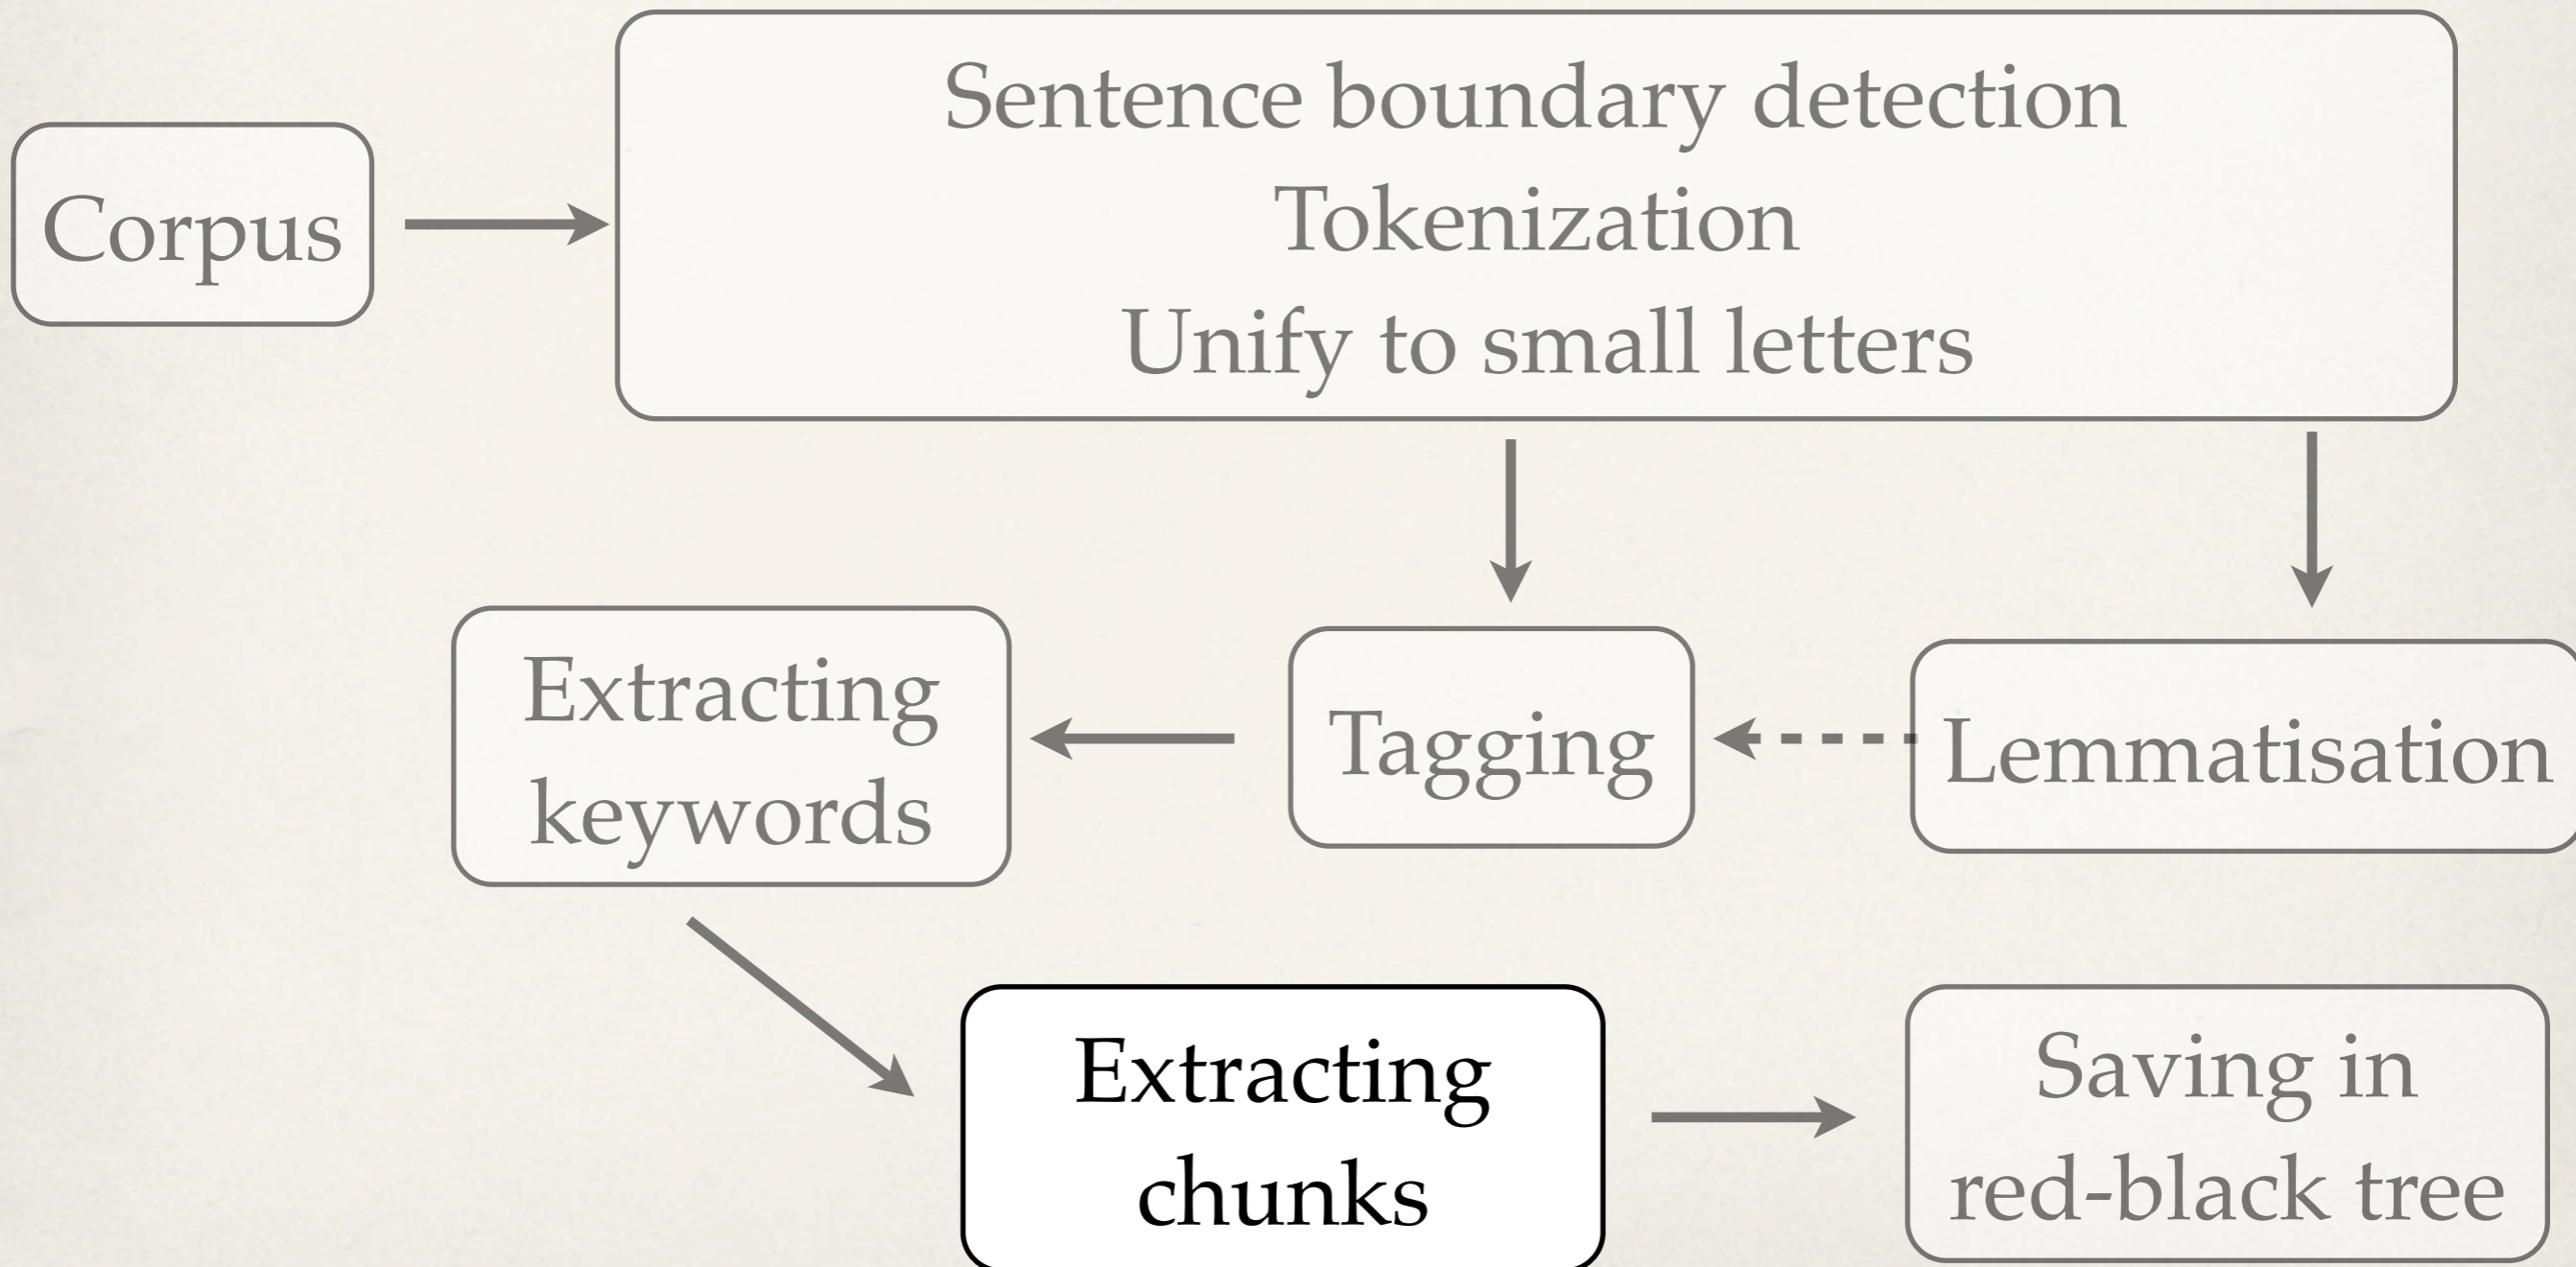 Corpus
Sentence boundary detection
Tokenization
Unify to small letters
Extracting
keywords
Tagging
Lemmatisation
Extracting
chunks
Saving in
red-black tree